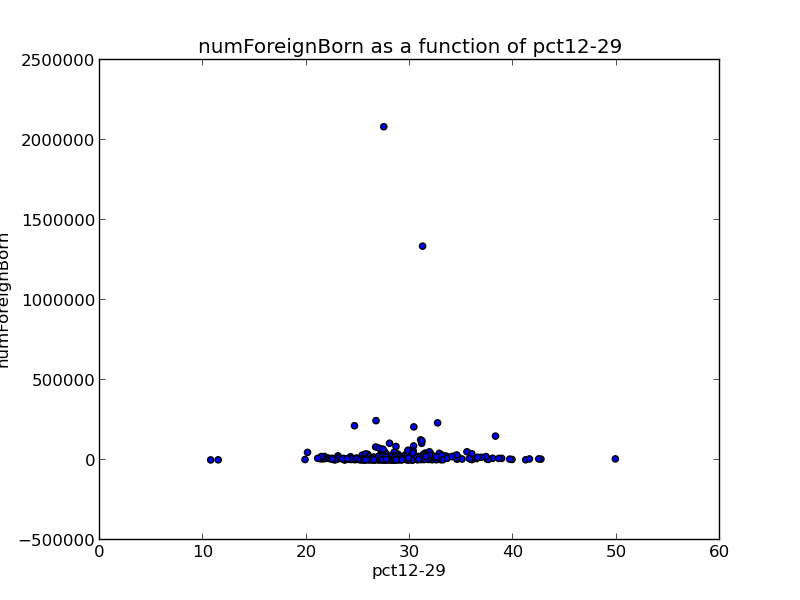 numForeignBorn as a function of pct12-29
2500000
2000000
1500000
1000000
500000
0
−500000
numForeignBorn
0 10 20 30 40 50 60
pct12-29